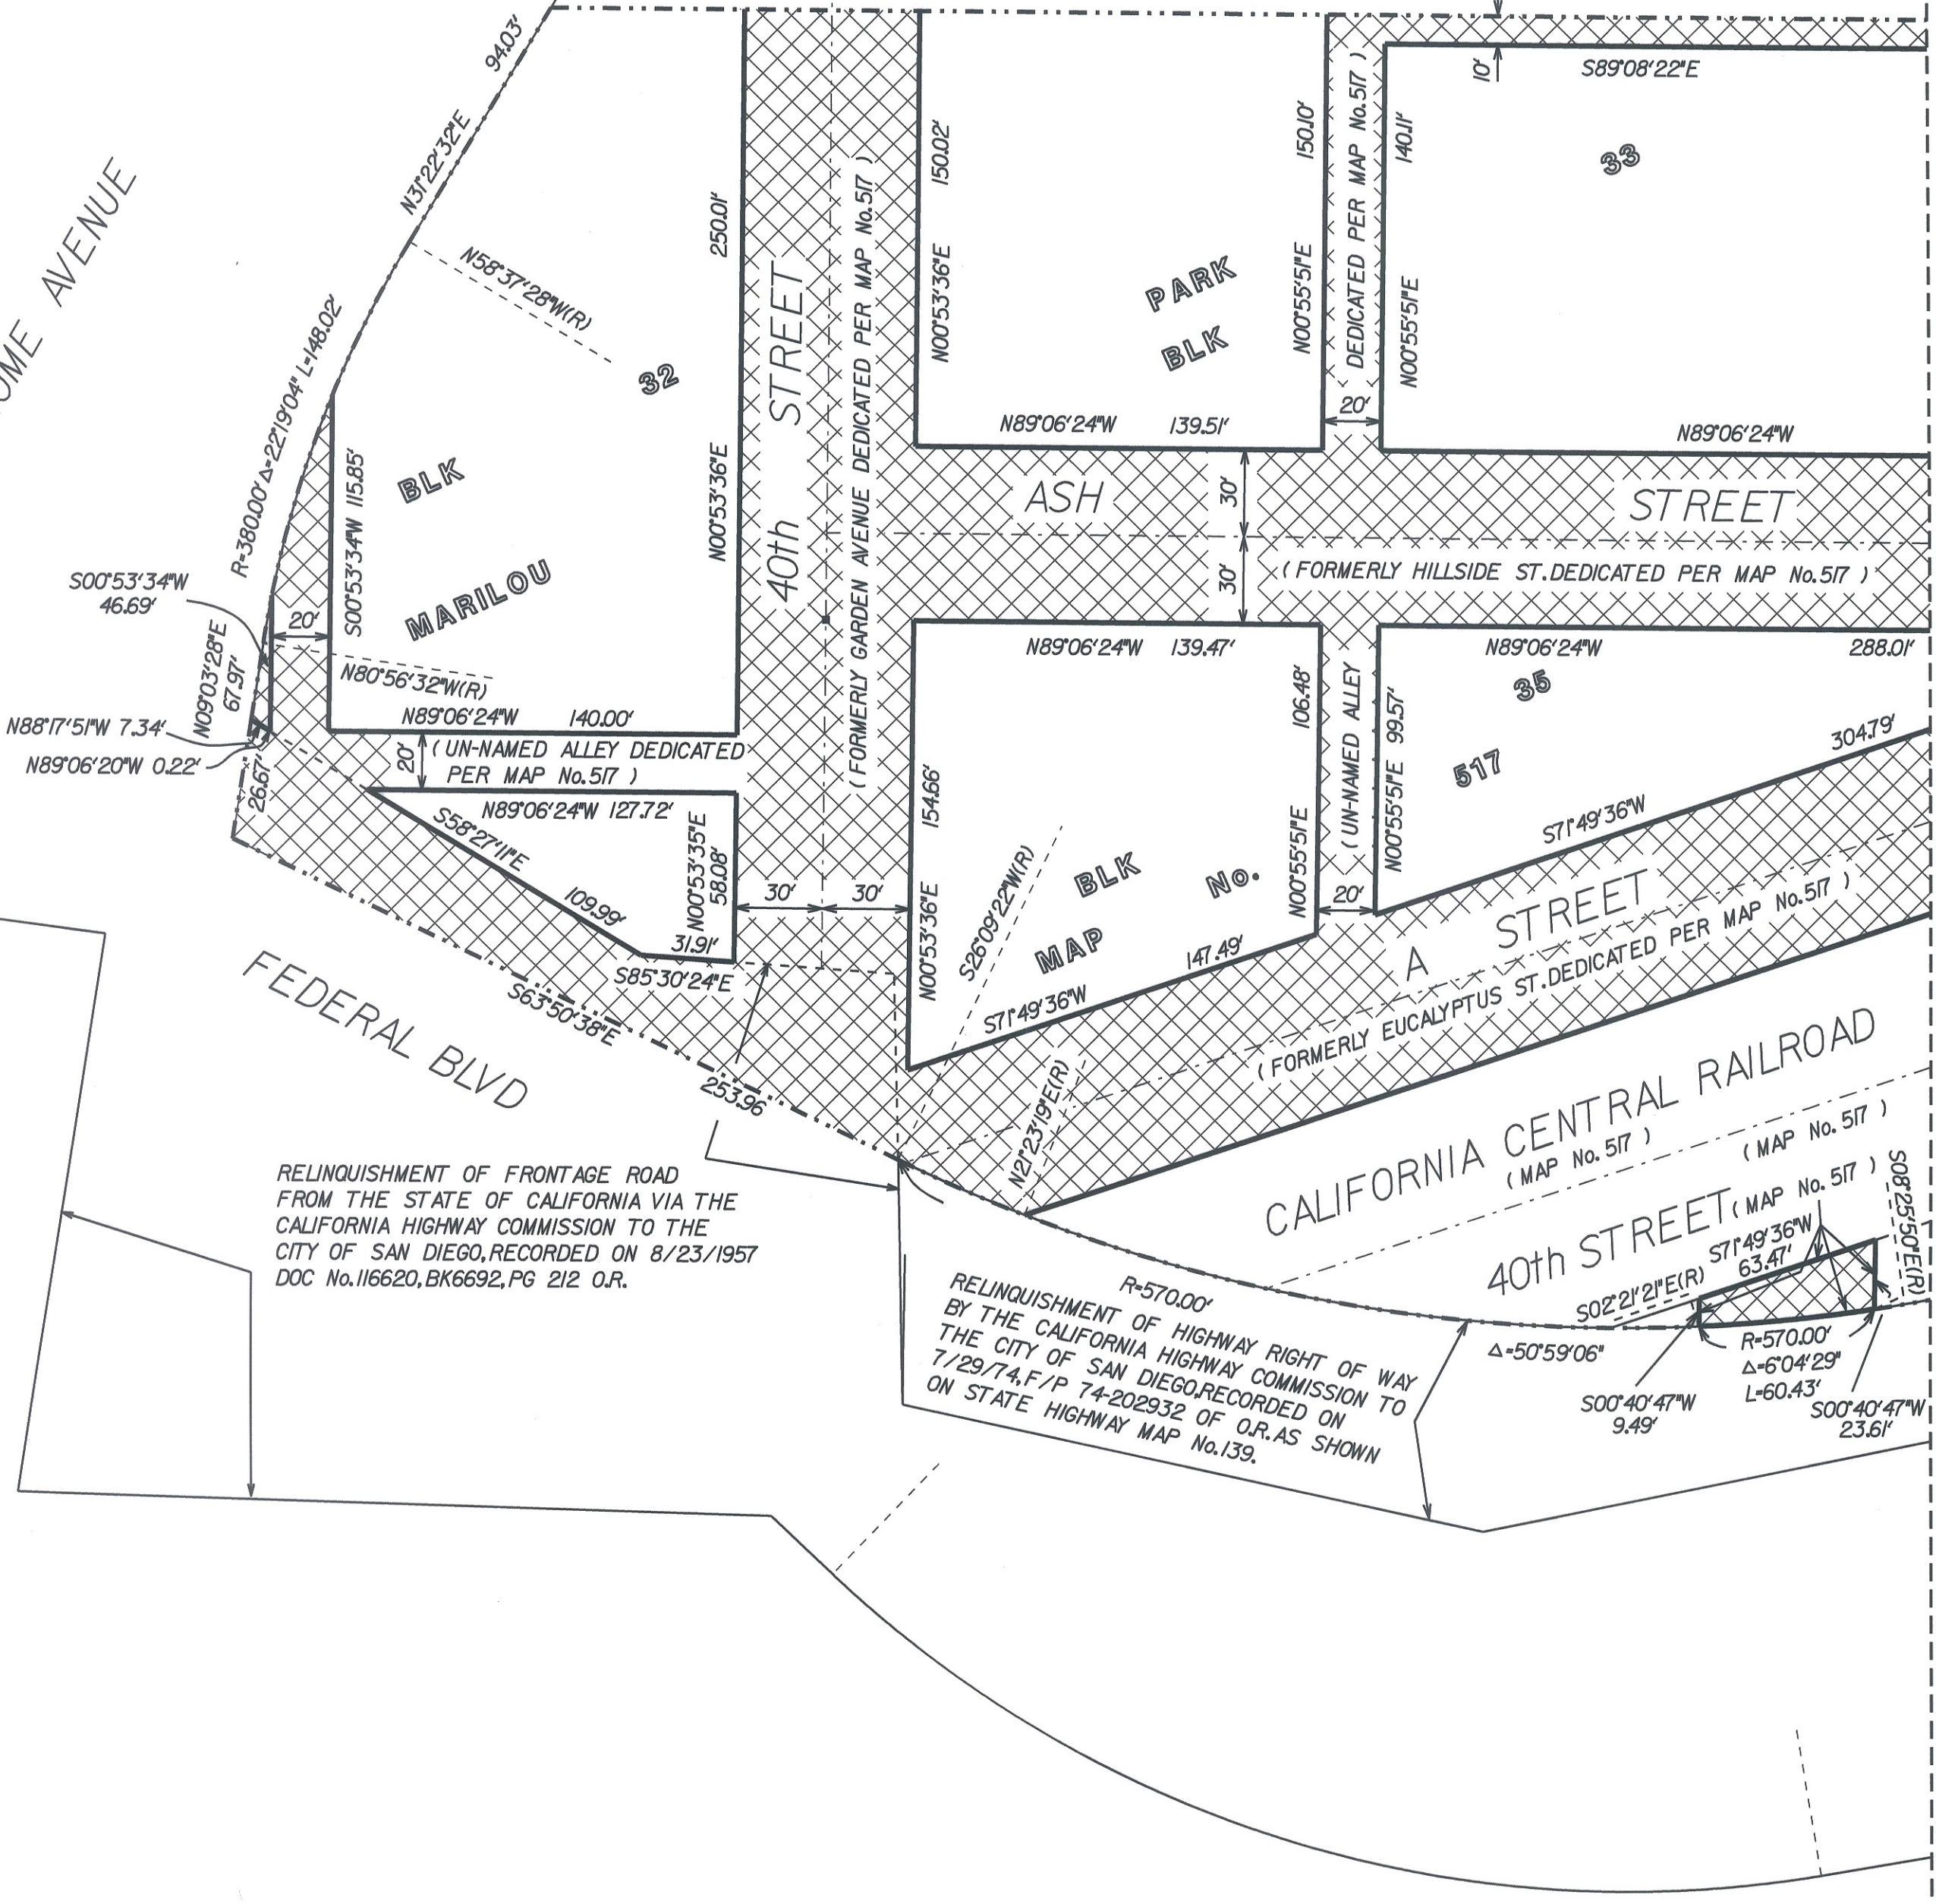 94.03'
N31°22'32"E
N58°37'28"W(R)
R=380.00' Δ=22°19'04" L=148.02'
AVENUE
250.01'
N00°53'36"E
40th STREET
( FORMERLY GARDEN AVENUE DEDICATED PER MAP No.517 )
150.02'
N00°53'36"E
PARK
BLK
150.10'
N00°55'51"E
DEDICATED PER MAP No.517 )
140.11'
N00°55'51"E
10'
S89°08'22"E
33
32
BLK
MARILOU
S00°53'34"W 115.85'
S00°53'34"W
46.69'
20'
N09°03'28"E
67.97'
N80°56'32"W(R)
N88°17'51"W 7.34'
N89°06'20"W 0.22'
26.67'
N89°06'24"W 140.00'
20'
( UN-NAMED ALLEY DEDICATED
PER MAP No.517 )
N89°06'24"W 127.72'
S58°27'11"E
109.99'
N00°53'35"E
58.08'
31.91'
S85°30'24"E
S63°50'38"E
253.96
30'
30'
N89°06'24"W 139.51'
20'
N89°06'24"W
ASH
STREET
30'
30'
( FORMERLY HILLSIDE ST.DEDICATED PER MAP No.517 )
N89°06'24"W 139.47'
106.48'
N00°55'51"E
154.66'
N00°53'36"E
S26°09'22"W(R)
BLK
No.
MAP
147.49'
S71°49'36"W
( UN-NAMED ALLEY
20'
N00°55'51"E 99.57'
N89°06'24"W
288.01'
35
517
304.79'
S71°49'36"W
A STREET
( FORMERLY EUCALYPTUS ST.DEDICATED PER MAP No.517 )
N21°23'19"E(R)
FEDERAL BLVD
CALIFORNIA CENTRAL RAILROAD
( MAP No. 517 )
( MAP No. 517 )
40th STREET
( MAP No. 517 )
S08°25'50"E(R)
S71°49'36"W
63.47'
S02°21'21"E(R)
RELINQUISHMENT OF FRONTAGE ROAD
FROM THE STATE OF CALIFORNIA VIA THE
CALIFORNIA HIGHWAY COMMISSION TO THE
CITY OF SAN DIEGO,RECORDED ON 8/23/1957
DOC No.116620,BK6692,PG 212 O.R.
R=570.00'
Δ=50°59'06"
RELINQUISHMENT OF HIGHWAY RIGHT OF WAY
BY THE CALIFORNIA HIGHWAY COMMISSION TO
THE CITY OF SAN DIEGO,RECORDED ON
7/29/74,F/P 74-202932 OF O.R.AS SHOWN
ON STATE HIGHWAY MAP No.139.
R=570.00'
Δ=6°04'29"
L=60.43'
S00°40'47"W
9.49'
S00°40'47"W
23.61'